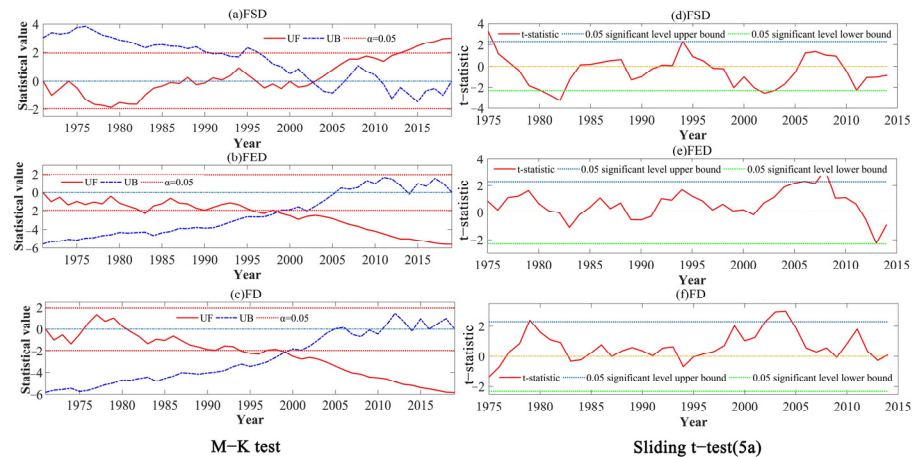 (a)FSD
Statistical value
4
2
0
−2
UF UB α=0.05
1975 1980 1985 1990 1995 2000 2005 2010 2015
Year
(b)FED
Statistical value
2
0
2
−4
−6
UF UB α=0.05
1975 1980 1985 1990 1995 2000 2005 2010 2015
Year
(c)FD
Statistical value
2
0
−2
−4
−6
UF UB α=0.05
1975 1980 1985 1990 1995 2000 2005 2010 2015
Year
M−K test
(d)FSD
t−statistic
4
2
0
−2
−4
t-statistic 0.05 significant level upper bound 0.05 significant level lower bound
1975 1980 1985 1990 1995 2000 2005 2010 2015
Year
(e)FED
t−statistic
4
2
0
−2
t-statistic 0.05 significant level upper bound 0.05 significant level lower bound
1975 1980 1985 1990 1995 2000 2005 2010 2015
Year
(f)FD
t−statistic
2
0
−2
t-statistic 0.05 significant level upper bound 0.05 significant level lower bound
1975 1980 1985 1990 1995 2000 2005 2010 2015
Year
Sliding t−test(5a)